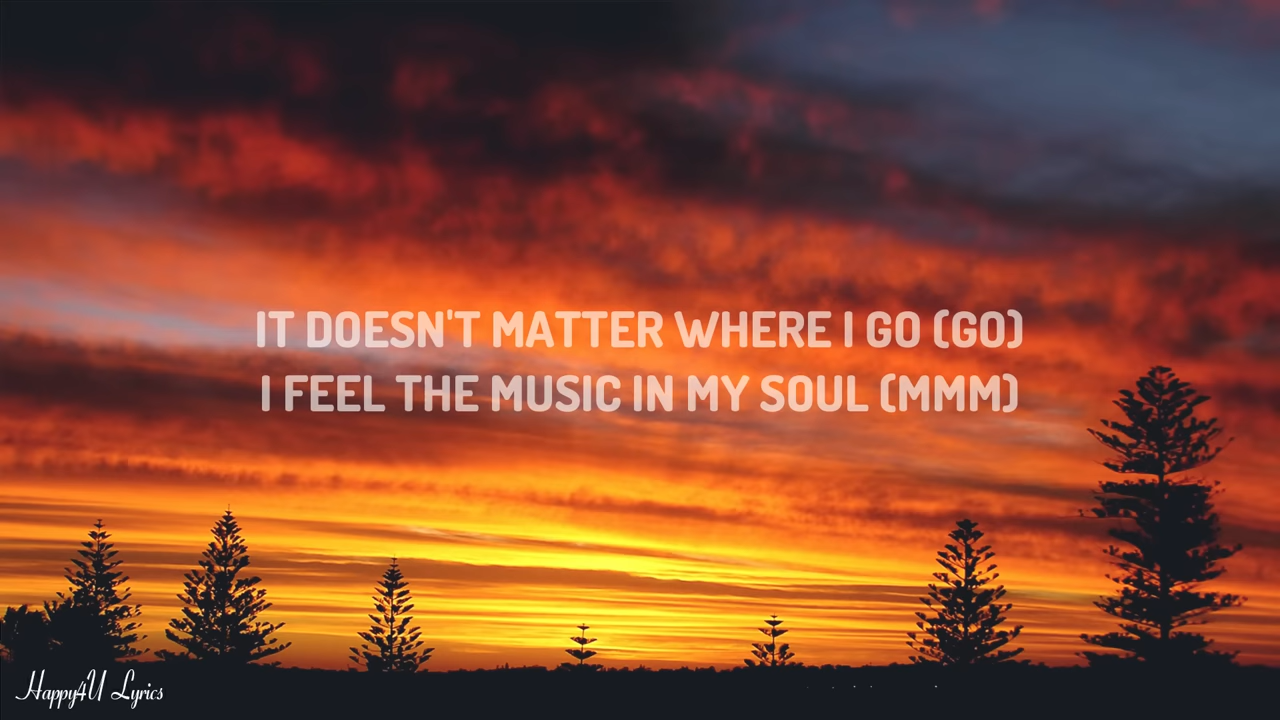 IT DOESN'T MATTER WHERE I GO (GO)
I FEEL THE MUSIC IN MY SOUL (MMM)
Happy4U Lyrics